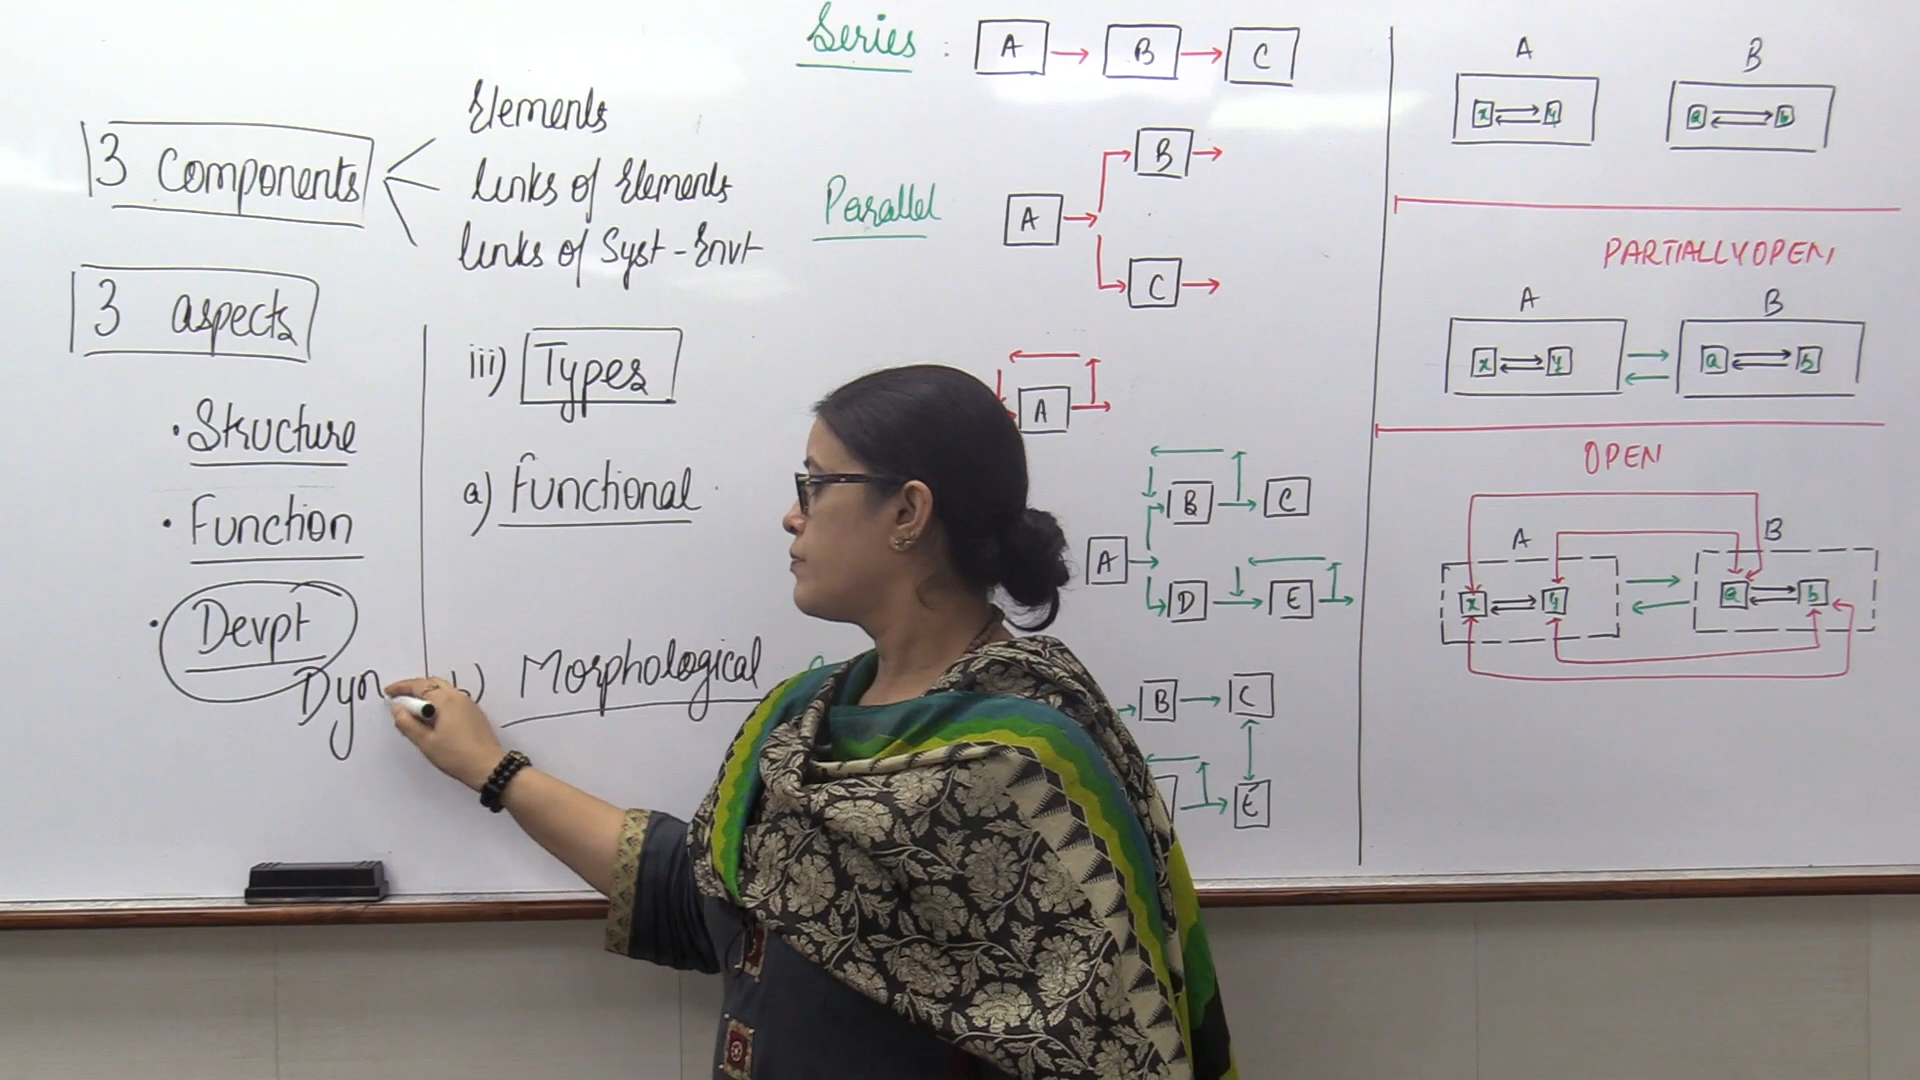 3 Components
Elements
links of Elements
links of Syst-Envt
3 aspects
• Structure
• Function
• Devpt
Dyn
iii) Types
a) Functional
b) Morphological
Series : A B C
Parallel
A B C
A
A B C D E
B C
E
A B
x y a b
PARTIALLY OPEN
A B
x y a b
OPEN
A B
x y a b